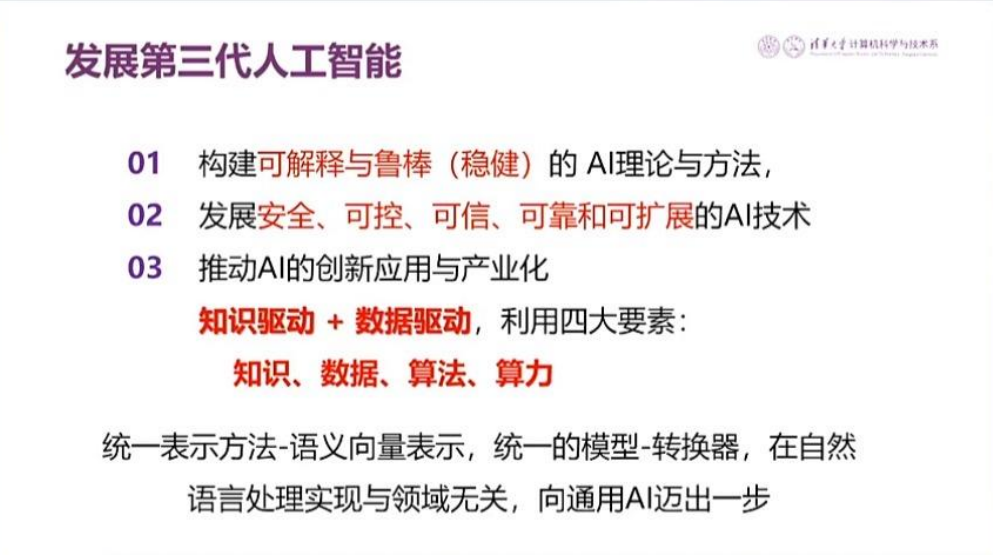 发展第三代人工智能
清华大学计算机科学与技术系
01 构建可解释与鲁棒（稳健）的 AI理论与方法，
02 发展安全、可控、可信、可靠和可扩展的AI技术
03 推动AI的创新应用与产业化
知识驱动 + 数据驱动，利用四大要素：
知识、数据、算法、算力
统一表示方法-语义向量表示，统一的模型-转换器，在自然
语言处理实现与领域无关，向通用AI迈出一步